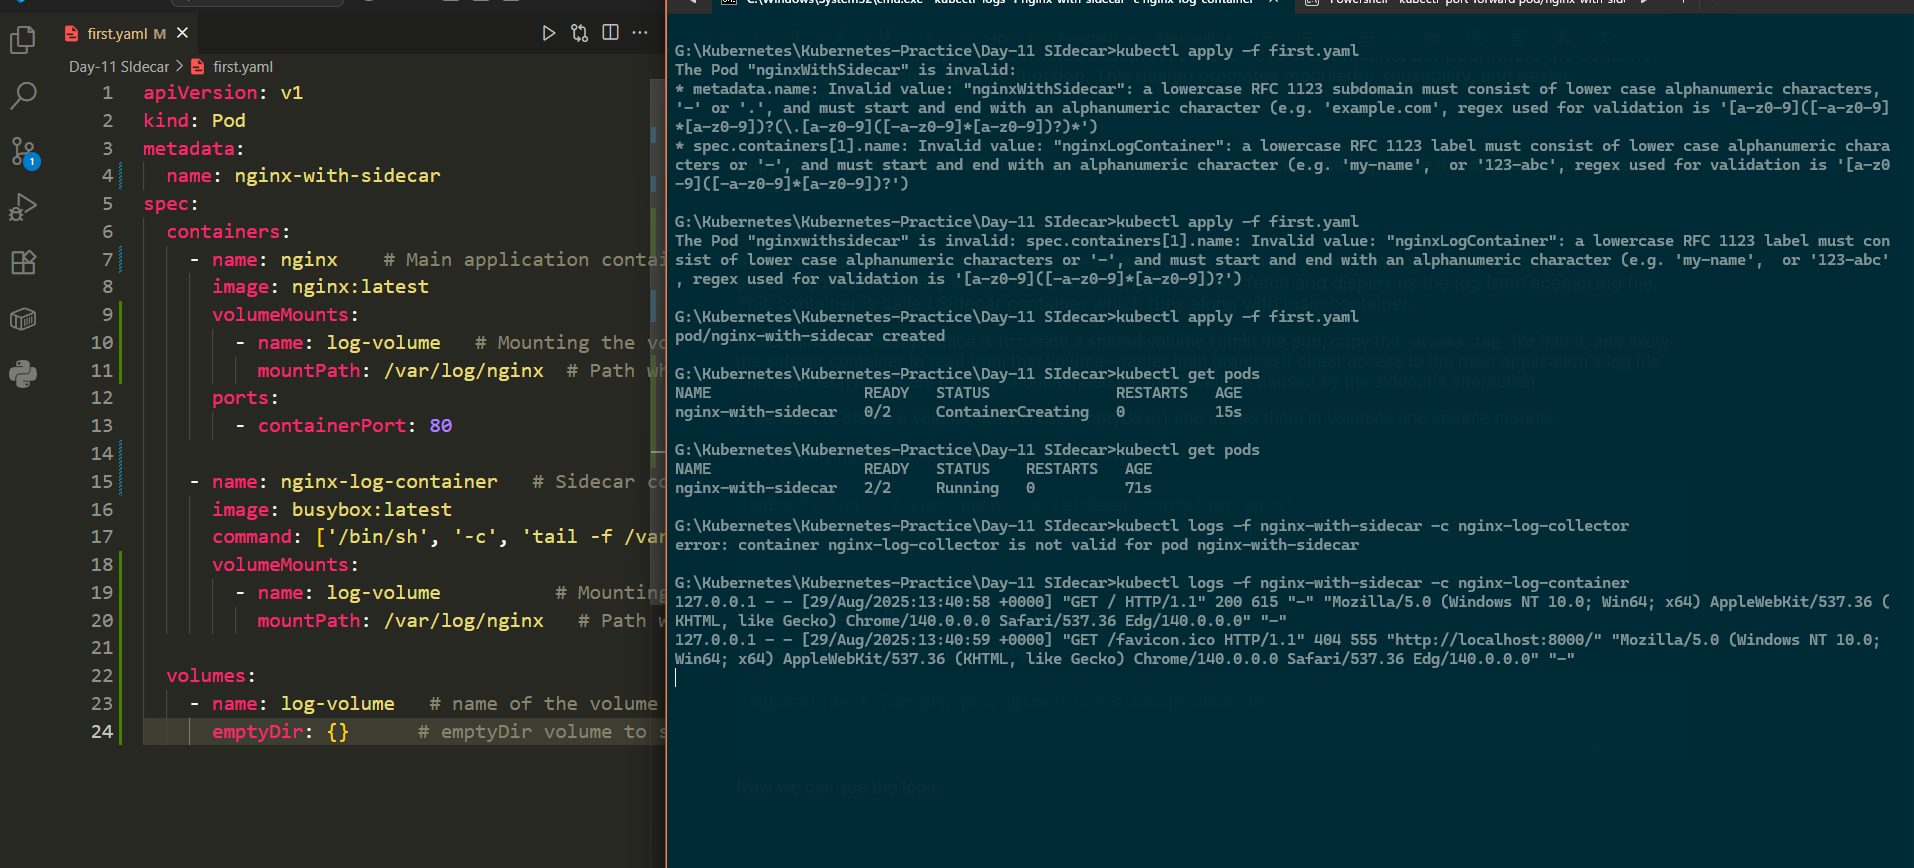 C:\Windows\System32\cmd.exe - kubectl logs -f nginx-with-sidecar -c nginx-log-container
first.yaml M
Day-11 SIdecar > first.yaml
1 apiVersion: v1
2 kind: Pod
3 metadata:
4 name: nginx-with-sidecar
5 spec:
6 containers:
7 - name: nginx # Main application contai
8 image: nginx:latest
9 volumeMounts:
10 - name: log-volume # Mounting the vo
11 mountPath: /var/log/nginx # Path wh
12 ports:
13 - containerPort: 80
14
15 - name: nginx-log-container # Sidecar co
16 image: busybox:latest
17 command: ['/bin/sh', '-c', 'tail -f /var
18 volumeMounts:
19 - name: log-volume # Mounting
20 mountPath: /var/log/nginx # Path w
21
22 volumes:
23 - name: log-volume # name of the volume
24 emptyDir: {} # emptyDir volume to s
1
G:\Kubernetes\Kubernetes-Practice\Day-11 SIdecar>kubectl apply -f first.yaml
The Pod "nginxWithSidecar" is invalid:
* metadata.name: Invalid value: "nginxWithSidecar": a lowercase RFC 1123 subdomain must consist of lower case alphanumeric characters,
'-' or '.', and must start and end with an alphanumeric character (e.g. 'example.com', regex used for validation is '[a-z0-9]([-a-z0-9]
*[a-z0-9])?(\.[a-z0-9]([-a-z0-9]*[a-z0-9])?)*')
* spec.containers[1].name: Invalid value: "nginxLogContainer": a lowercase RFC 1123 label must consist of lower case alphanumeric chara
cters or '-', and must start and end with an alphanumeric character (e.g. 'my-name', or '123-abc', regex used for validation is '[a-z0
-9]([-a-z0-9]*[a-z0-9])?')
G:\Kubernetes\Kubernetes-Practice\Day-11 SIdecar>kubectl apply -f first.yaml
The Pod "nginxwithsidecar" is invalid: spec.containers[1].name: Invalid value: "nginxLogContainer": a lowercase RFC 1123 label must con
sist of lower case alphanumeric characters or '-', and must start and end with an alphanumeric character (e.g. 'my-name', or '123-abc'
, regex used for validation is '[a-z0-9]([-a-z0-9]*[a-z0-9])?')
G:\Kubernetes\Kubernetes-Practice\Day-11 SIdecar>kubectl apply -f first.yaml
pod/nginx-with-sidecar created
G:\Kubernetes\Kubernetes-Practice\Day-11 SIdecar>kubectl get pods
NAME READY STATUS RESTARTS AGE
nginx-with-sidecar 0/2 ContainerCreating 0 15s
G:\Kubernetes\Kubernetes-Practice\Day-11 SIdecar>kubectl get pods
NAME READY STATUS RESTARTS AGE
nginx-with-sidecar 2/2 Running 0 71s
G:\Kubernetes\Kubernetes-Practice\Day-11 SIdecar>kubectl logs -f nginx-with-sidecar -c nginx-log-collector
error: container nginx-log-collector is not valid for pod nginx-with-sidecar
G:\Kubernetes\Kubernetes-Practice\Day-11 SIdecar>kubectl logs -f nginx-with-sidecar -c nginx-log-container
127.0.0.1 - - [29/Aug/2025:13:40:58 +0000] "GET / HTTP/1.1" 200 615 "-" "Mozilla/5.0 (Windows NT 10.0; Win64; x64) AppleWebKit/537.36 (
KHTML, like Gecko) Chrome/140.0.0.0 Safari/537.36 Edg/140.0.0.0" "-"
127.0.0.1 - - [29/Aug/2025:13:40:59 +0000] "GET /favicon.ico HTTP/1.1" 404 555 "http://localhost:8000/" "Mozilla/5.0 (Windows NT 10.0;
Win64; x64) AppleWebKit/537.36 (KHTML, like Gecko) Chrome/140.0.0.0 Safari/537.36 Edg/140.0.0.0" "-"
Now we can see the logs